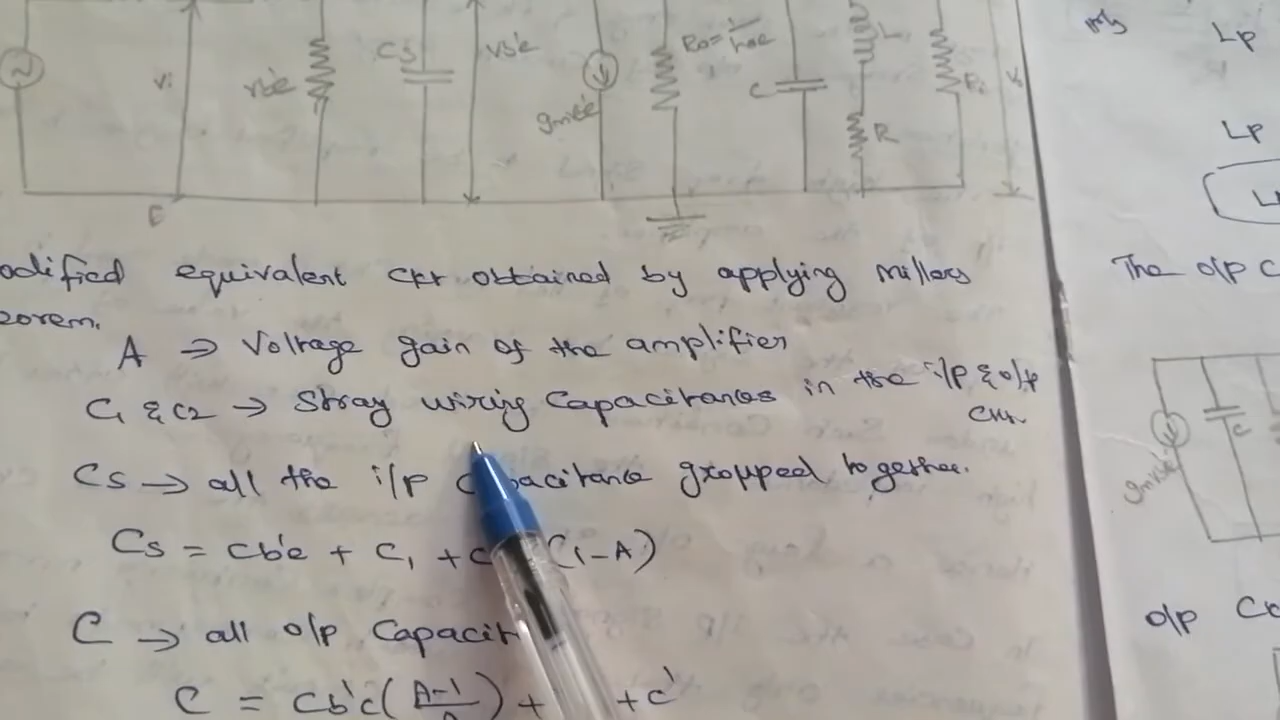 Cs
vb'e
Ro = 1/hoe
L
Lp
vi
rb'e
gmvb'e
C
R
Lp
E
odified equivalent ckt obtained by applying millers
eorem.
The o/p C
A → Voltage gain of the amplifier
C1 & C2 → Stray wiring Capacitances in the i/p & o/p
Ckt.
C
Cs → all the i/p capacitance groupped together.
gmvb'e
Cs = Cb'e + C1 + C (1-A)
C → all o/p Capacit
o/p Co
C = Cb'c (A-1/A) + + C'